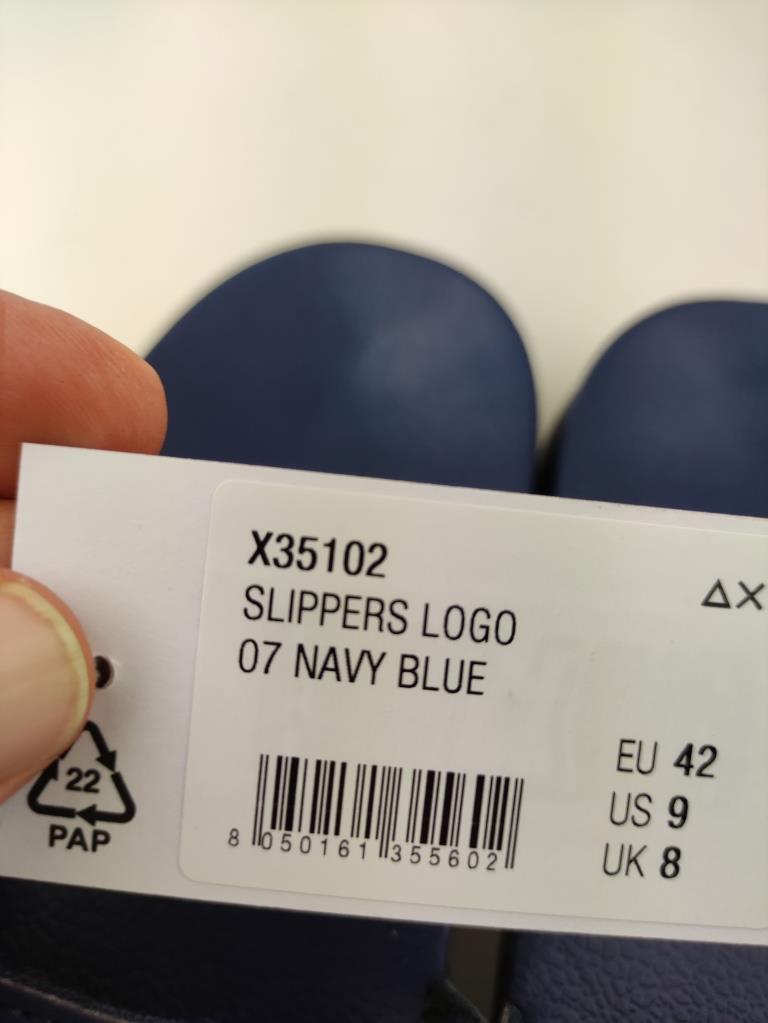 X35102
SLIPPERS LOGO
07 NAVY BLUE
EU 42
US 9
UK 8
8 050161 355602
22
PAP